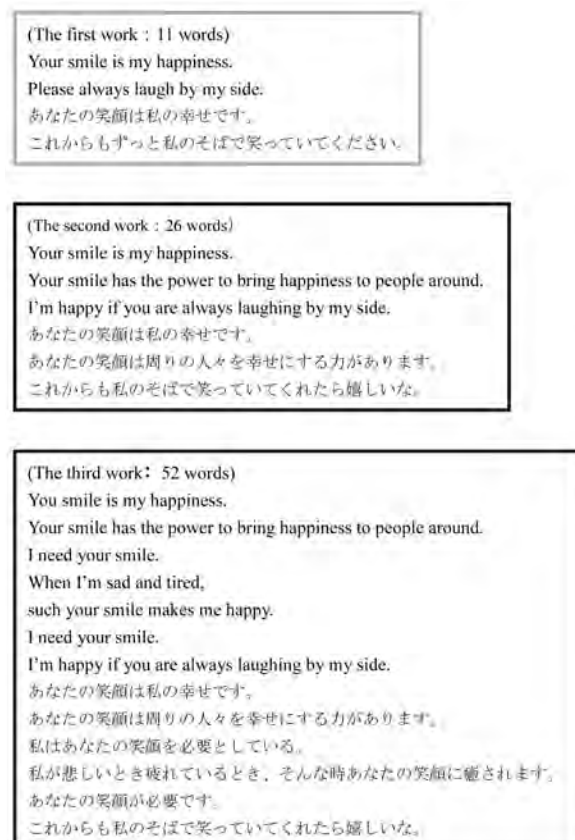 (The first work : 11 words)
Your smile is my happiness.
Please always laugh by my side.
あなたの笑顔は私の幸せです。
これからもずっと私のそばで笑っていてください。
(The second work : 26 words)
Your smile is my happiness.
Your smile has the power to bring happiness to people around.
I'm happy if you are always laughing by my side.
あなたの笑顔は私の幸せです。
あなたの笑顔は周りの人々を幸せにする力があります。
これからも私のそばで笑っていてくれたら嬉しいな。
(The third work: 52 words)
You smile is my happiness.
Your smile has the power to bring happiness to people around.
I need your smile.
When I'm sad and tired,
such your smile makes me happy.
I need your smile.
I'm happy if you are always laughing by my side.
あなたの笑顔は私の幸せです。
あなたの笑顔は周りの人々を幸せにする力があります。
私はあなたの笑顔を必要としている。
私が悲しいとき疲れているとき、そんな時あなたの笑顔に癒されます。
あなたの笑顔が必要です。
これからも私のそばで笑っていてくれたら嬉しいな。